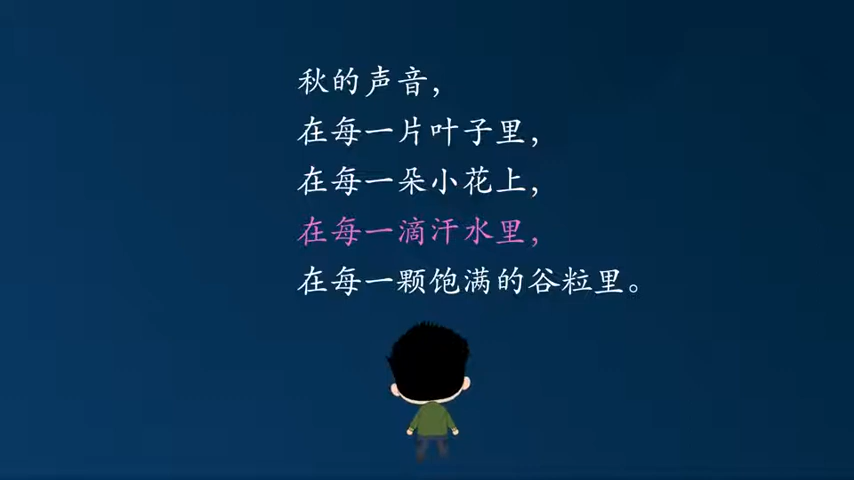 秋的声音，
在每一片叶子里，
在每一朵小花上，
在每一滴汗水里，
在每一颗饱满的谷粒里。